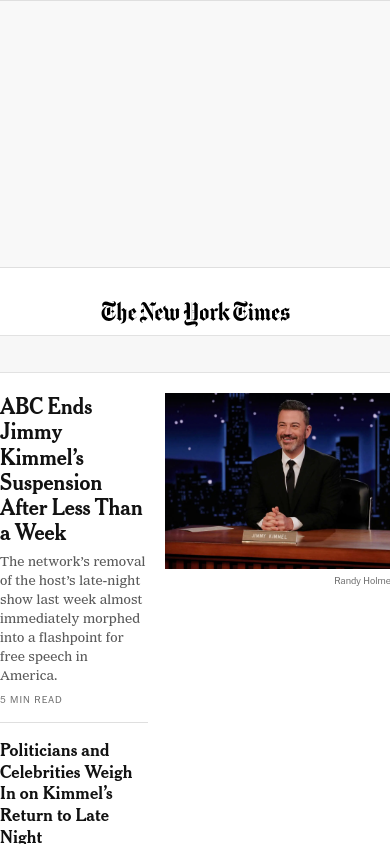 The New York Times
ABC Ends
Jimmy
Kimmel’s
Suspension
After Less Than
a Week
The network’s removal
of the host’s late-night
show last week almost
immediately morphed
into a flashpoint for
free speech in
America.
5 MIN READ
JIMMY KIMMEL
Randy Holme
Politicians and
Celebrities Weigh
In on Kimmel’s
Return to Late
Night